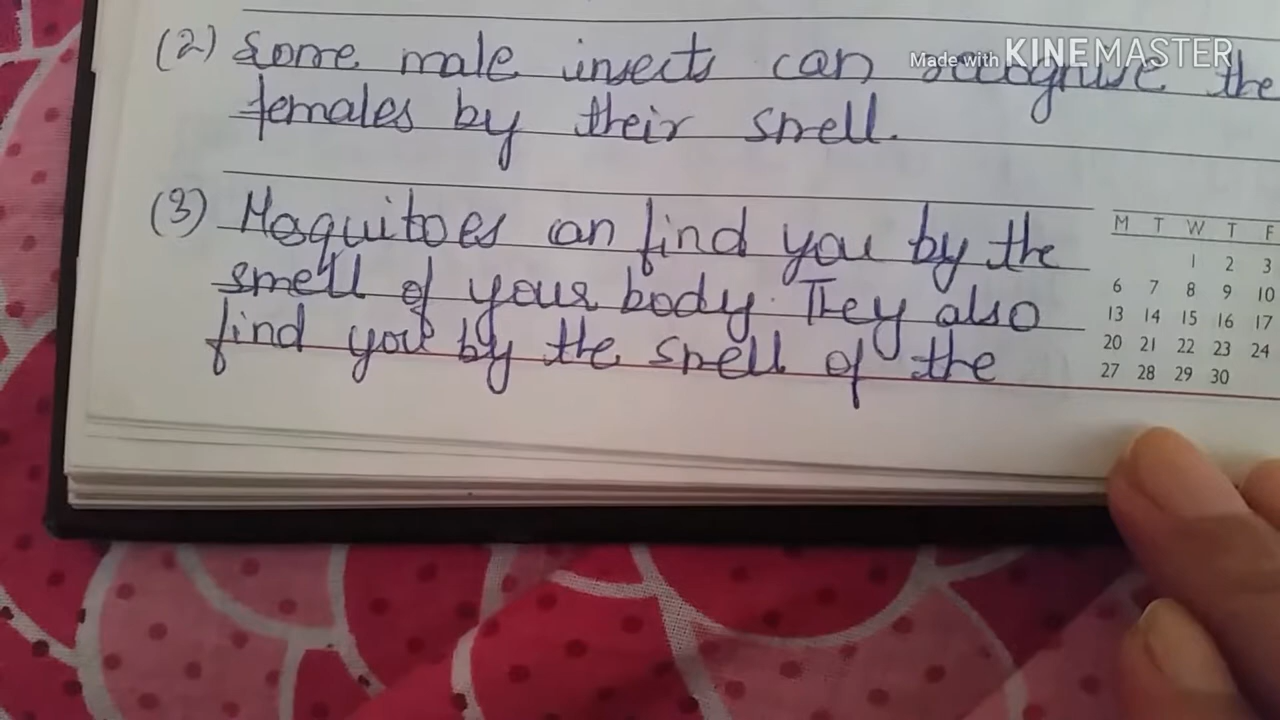 (2) Some male insects can recognise the
Made with KINEMASTER
females by their smell.
(3) Moquitoes can find you by the
smell of your body. They also
find you by the smell of the
M T W T F
1 2 3
6 7 8 9 10
13 14 15 16 17
20 21 22 23 24
27 28 29 30